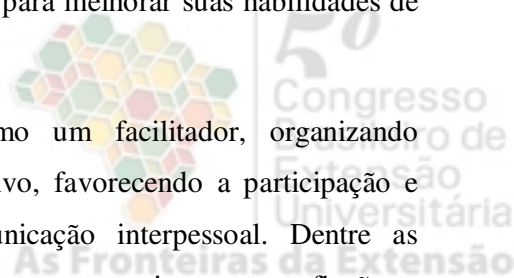 para melhorar suas habilidades de
5º
Congresso
mo um facilitador, organizando
Brasileiro de
vo, favorecendo a participação e
Extensão
Universitária
unicação interpessoal. Dentre as
As Fronteiras da Extensão